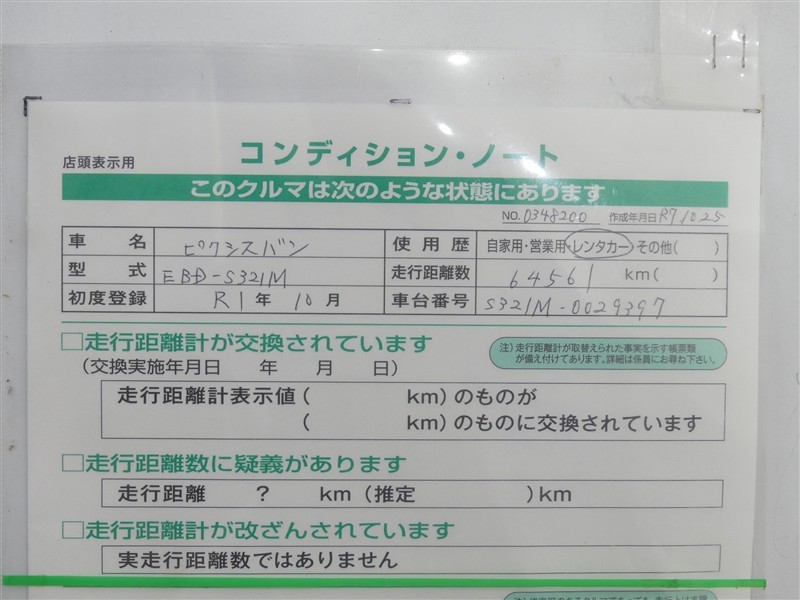 店頭表示用
コンディション・ノート
このクルマは次のような状態にあります
NO. 0348200 作成年月日 R7 10 25
車名 ピクシスバン 使用歴 自家用・営業用・レンタカー・その他( )
型式 EBD-S321M 走行距離数 64561 km( )
初度登録 R1年 10月 車台番号 S321M-0029397
□走行距離計が交換されています
(交換実施年月日 年 月 日)
注)走行距離計が取替えられた事実を示す帳票類
が備え付けてあります。詳細は係員にお尋ね下さい。
走行距離計表示値( km)のものが
( km)のものに交換されています
□走行距離数に疑義があります
走行距離 ? km(推定 )km
□走行距離計が改ざんされています
実走行距離数ではありません